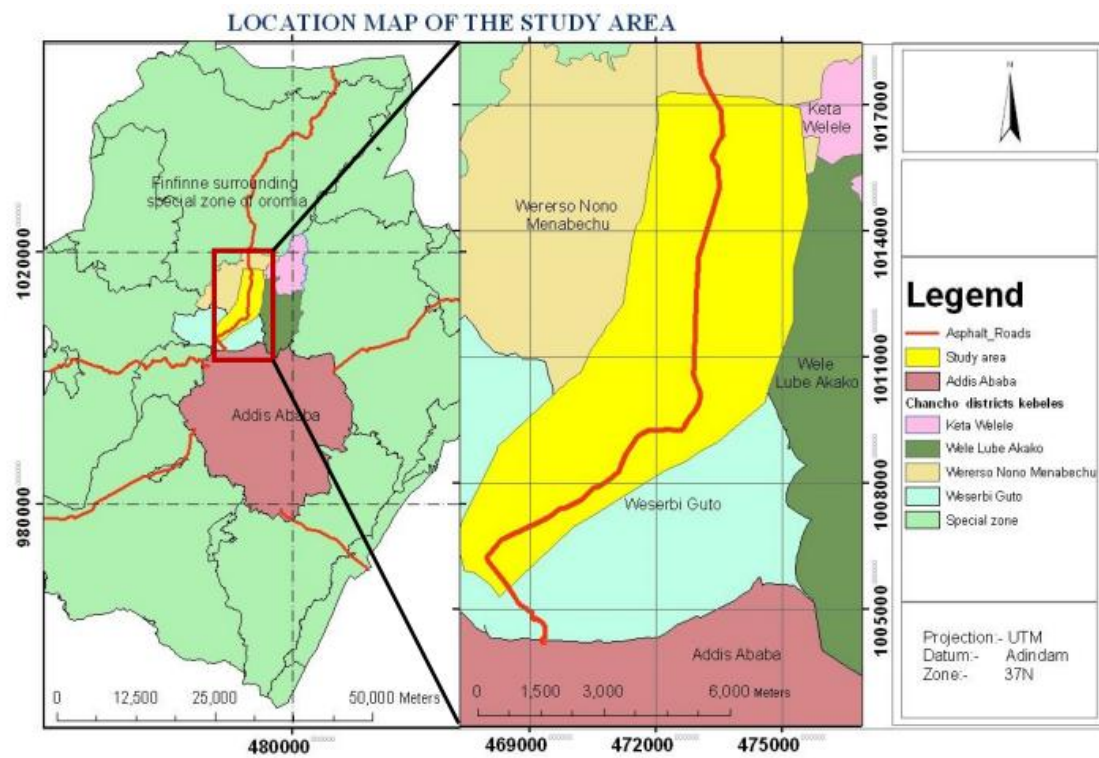 LOCATION MAP OF THE STUDY AREA
Finfinne surrounding
special zone of oromia
Addis Ababa
1020000
980000
480000
0 12,500 25,000 50,000 Meters
Keta
Welele
Wererso Nono
Menabechu
Wele
Lube Akako
Weserbi Guto
Addis Ababa
0 1,500 3,000 6,000 Meters
1017000
1014000
1011000
1008000
1005000
469000 472000 475000
N
Legend
Asphalt_Roads
Study area
Addis Ababa
Chancho districts kebeles
Keta Welele
Wele Lube Akako
Wererso Nono Menabechu
Weserbi Guto
Special zone
Projection:- UTM
Datum:- Adindam
Zone:- 37N